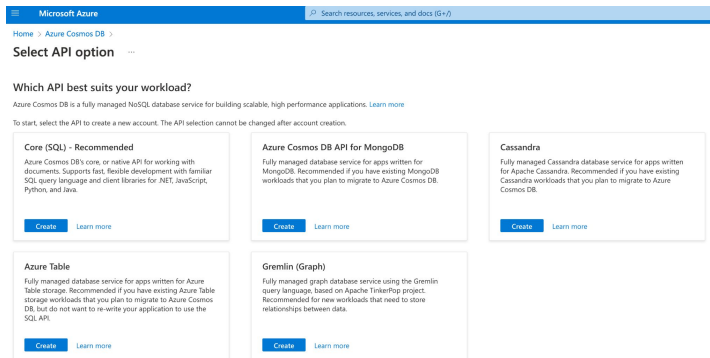 Microsoft Azure
Search resources, services, and docs (G+/)
Home > Azure Cosmos DB >
Select API option ...
Which API best suits your workload?
Azure Cosmos DB is a fully managed NoSQL database service for building scalable, high performance applications. Learn more
To start, select the API to create a new account. The API selection cannot be changed after account creation.
Core (SQL) - Recommended
Azure Cosmos DB's core, or native API for working with
documents. Supports fast, flexible development with familiar
SQL query language and client libraries for .NET, JavaScript,
Python, and Java.
Create Learn more
Azure Cosmos DB API for MongoDB
Fully managed database service for apps written for
MongoDB. Recommended if you have existing MongoDB
workloads that you plan to migrate to Azure Cosmos DB.
Create Learn more
Cassandra
Fully managed Cassandra database service for apps written
for Apache Cassandra. Recommended if you have existing
Cassandra workloads that you plan to migrate to Azure
Cosmos DB.
Create Learn more
Azure Table
Fully managed database service for apps written for Azure
Table storage. Recommended if you have existing Azure Table
storage workloads that you plan to migrate to Azure Cosmos
DB, but do not want to re-write your application to use the
SQL API.
Create Learn more
Gremlin (Graph)
Fully managed graph database service using the Gremlin
query language, based on Apache TinkerPop project.
Recommended for new workloads that need to store
relationships between data.
Create Learn more